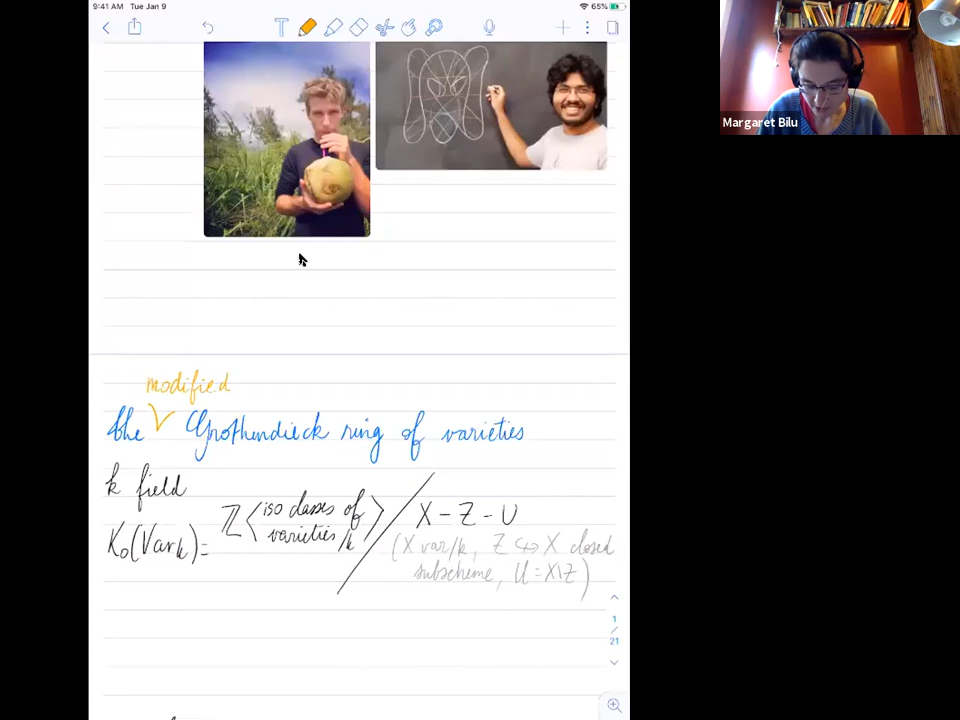 9:41 AM Tue Jan 9
65%
T
Margaret Bilu
modified
the V Grothendieck ring of varieties
k field
K₀(Var_k) = ℤ⟨iso classes of varieties/k⟩ / X - Z - U
(X var/k, Z ↪ X closed
subscheme, U = X\Z)
1
/
21